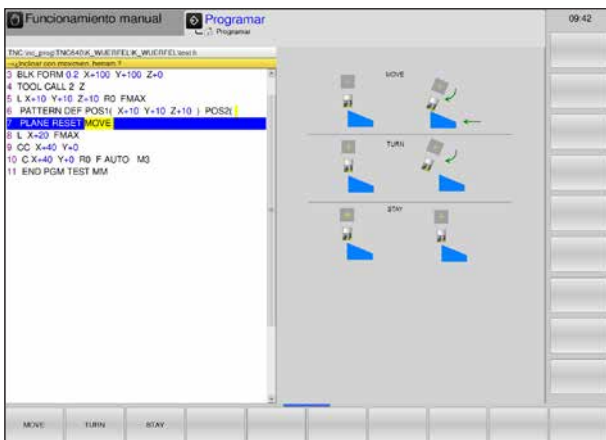 Funcionamiento manual
Programar
Programar
09:42
TNC:\nc_prog\TNC640\K_WUERFEL\K_WUERFEL\test.h
Inclinar con movimien. herram.?
3 BLK FORM 0.2 X+100 Y+100 Z+0
4 TOOL CALL 2 Z
5 L X+10 Y+10 Z+10 R0 FMAX
6 PATTERN DEF POS1( X+10 Y+10 Z+10 ) POS2(
7 PLANE RESET MOVE
8 L X+20 FMAX
9 CC X+40 Y+0
10 C X+40 Y+0 R0 F AUTO M3
11 END PGM TEST MM
MOVE
TURN
STAY
MOVE TURN STAY